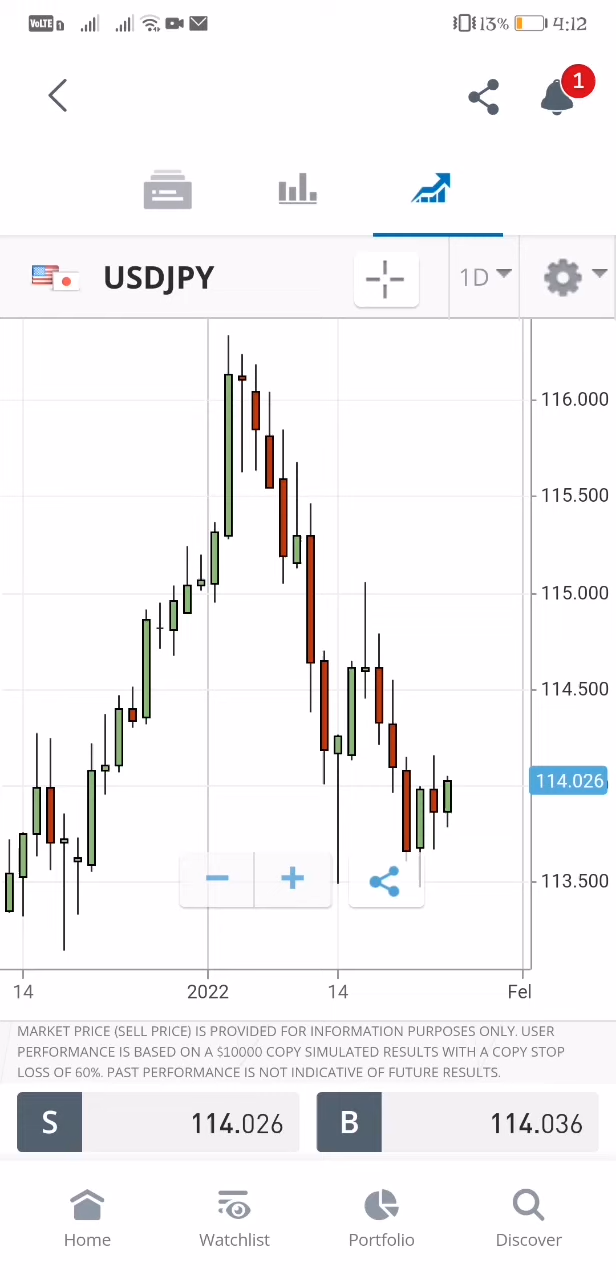 VoLTE 1 13% 4:12
1
USDJPY 1D
116.000
115.500
115.000
114.500
114.026
113.500
14 2022 14 Fel
MARKET PRICE (SELL PRICE) IS PROVIDED FOR INFORMATION PURPOSES ONLY. USER
PERFORMANCE IS BASED ON A $10000 COPY SIMULATED RESULTS WITH A COPY STOP
LOSS OF 60%. PAST PERFORMANCE IS NOT INDICATIVE OF FUTURE RESULTS.
S 114.026 B 114.036
Home Watchlist Portfolio Discover